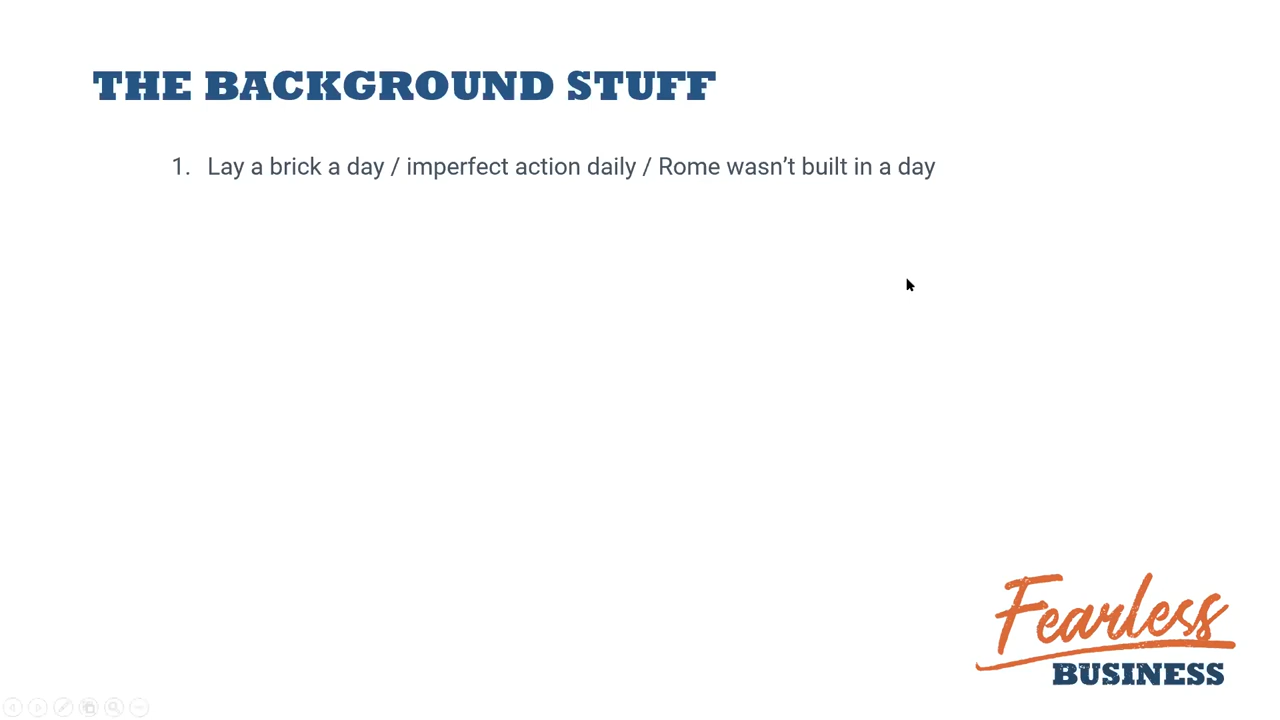 THE BACKGROUND STUFF
1. Lay a brick a day / imperfect action daily / Rome wasn’t built in a day
Fearless
BUSINESS